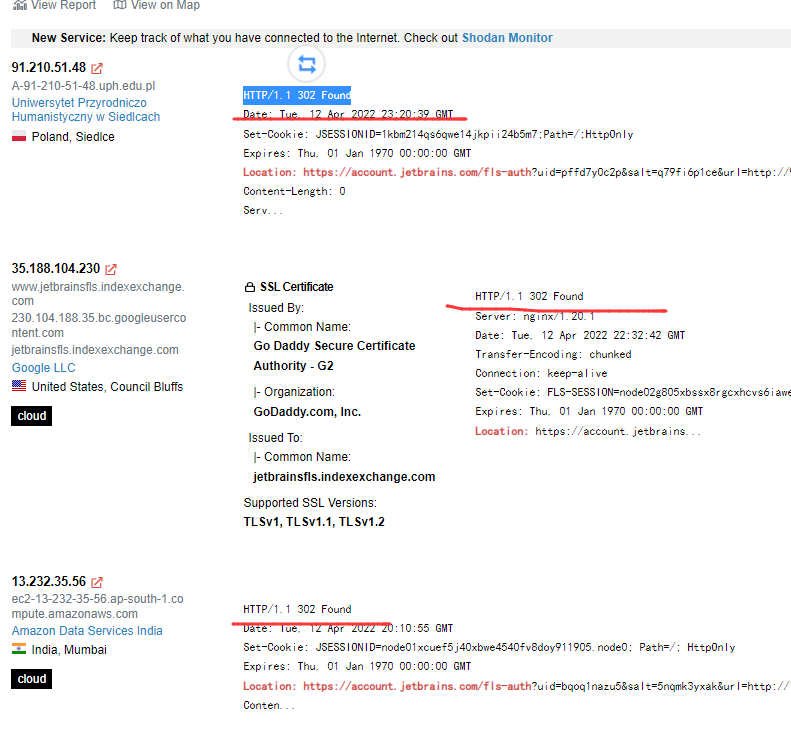 View Report View on Map
New Service: Keep track of what you have connected to the Internet. Check out Shodan Monitor
91.210.51.48
A-91-210-51-48.uph.edu.pl
Uniwersytet Przyrodniczo
Humanistyczny w Siedlcach
Poland, Siedlce
HTTP/1.1 302 Found
Date: Tue, 12 Apr 2022 23:20:39 GMT
Set-Cookie: JSESSIONID=1kbm214qs6qwe14jkpii24b5m7;Path=/;HttpOnly
Expires: Thu, 01 Jan 1970 00:00:00 GMT
Location: https://account.jetbrains.com/fls-auth?uid=pffd7y0c2p&salt=q79fi6p1ce&url=http://
Content-Length: 0
Serv...
35.188.104.230
www.jetbrainsfls.indexexchange.
com
230.104.188.35.bc.googleuserco
ntent.com
jetbrainsfls.indexexchange.com
Google LLC
United States, Council Bluffs
cloud
SSL Certificate
Issued By:
|- Common Name:
Go Daddy Secure Certificate
Authority - G2
|- Organization:
GoDaddy.com, Inc.
Issued To:
|- Common Name:
jetbrainsfls.indexexchange.com
Supported SSL Versions:
TLSv1, TLSv1.1, TLSv1.2
HTTP/1.1 302 Found
Server: nginx/1.20.1
Date: Tue, 12 Apr 2022 22:32:42 GMT
Transfer-Encoding: chunked
Connection: keep-alive
Set-Cookie: FLS-SESSION=node02g805xbssx8rgcxhcvs6iawe
Expires: Thu, 01 Jan 1970 00:00:00 GMT
Location: https://account.jetbrains...
13.232.35.56
ec2-13-232-35-56.ap-south-1.co
mpute.amazonaws.com
Amazon Data Services India
India, Mumbai
cloud
HTTP/1.1 302 Found
Date: Tue, 12 Apr 2022 20:10:55 GMT
Set-Cookie: JSESSIONID=node01xcuef5j40xbwe4540fv8doy911905.node0; Path=/; HttpOnly
Expires: Thu, 01 Jan 1970 00:00:00 GMT
Location: https://account.jetbrains.com/fls-auth?uid=bqoq1nazu5&salt=5nqmk3yxak&url=http://
Conten...